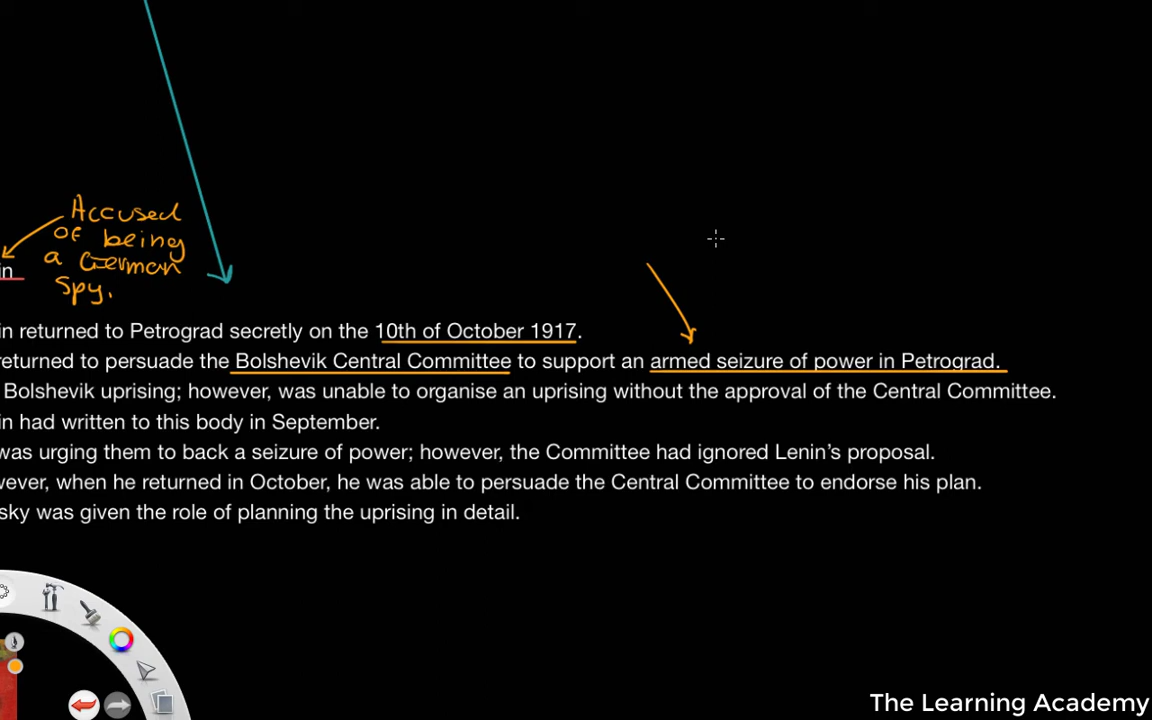 Accused
of being
a German
Spy.
in
in returned to Petrograd secretly on the 10th of October 1917.
returned to persuade the Bolshevik Central Committee to support an armed seizure of power in Petrograd.
Bolshevik uprising; however, was unable to organise an uprising without the approval of the Central Committee.
in had written to this body in September.
was urging them to back a seizure of power; however, the Committee had ignored Lenin's proposal.
wever, when he returned in October, he was able to persuade the Central Committee to endorse his plan.
sky was given the role of planning the uprising in detail.
The Learning Academy